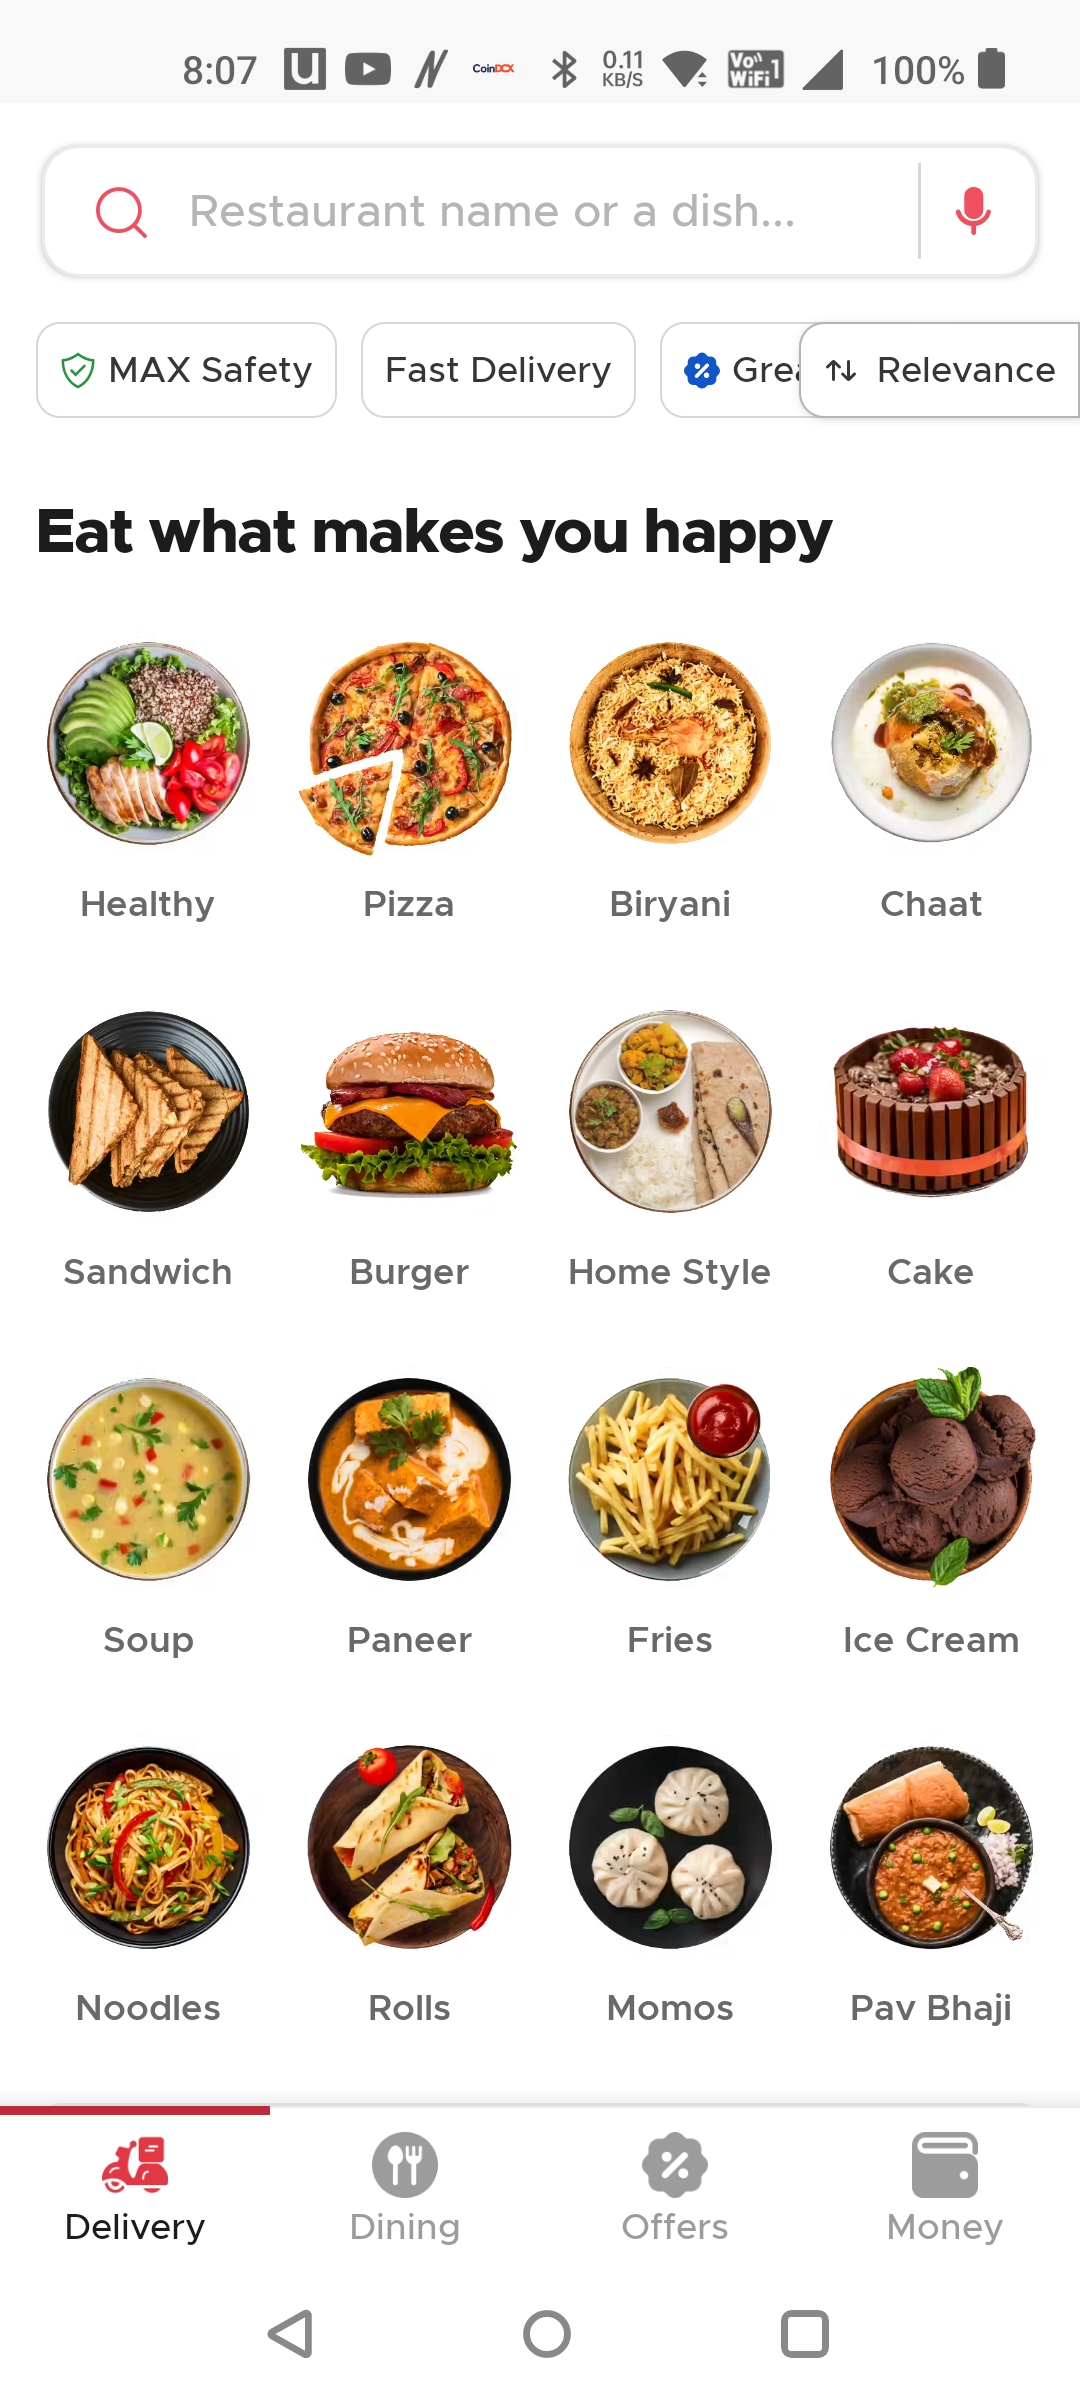 8:07 U CoinDCX 0.11 KB/S Vo WiFi 1 100%
Restaurant name or a dish...
MAX Safety Fast Delivery Grea Relevance
Eat what makes you happy
Healthy Pizza Biryani Chaat
Sandwich Burger Home Style Cake
Soup Paneer Fries Ice Cream
Noodles Rolls Momos Pav Bhaji
Delivery Dining Offers Money